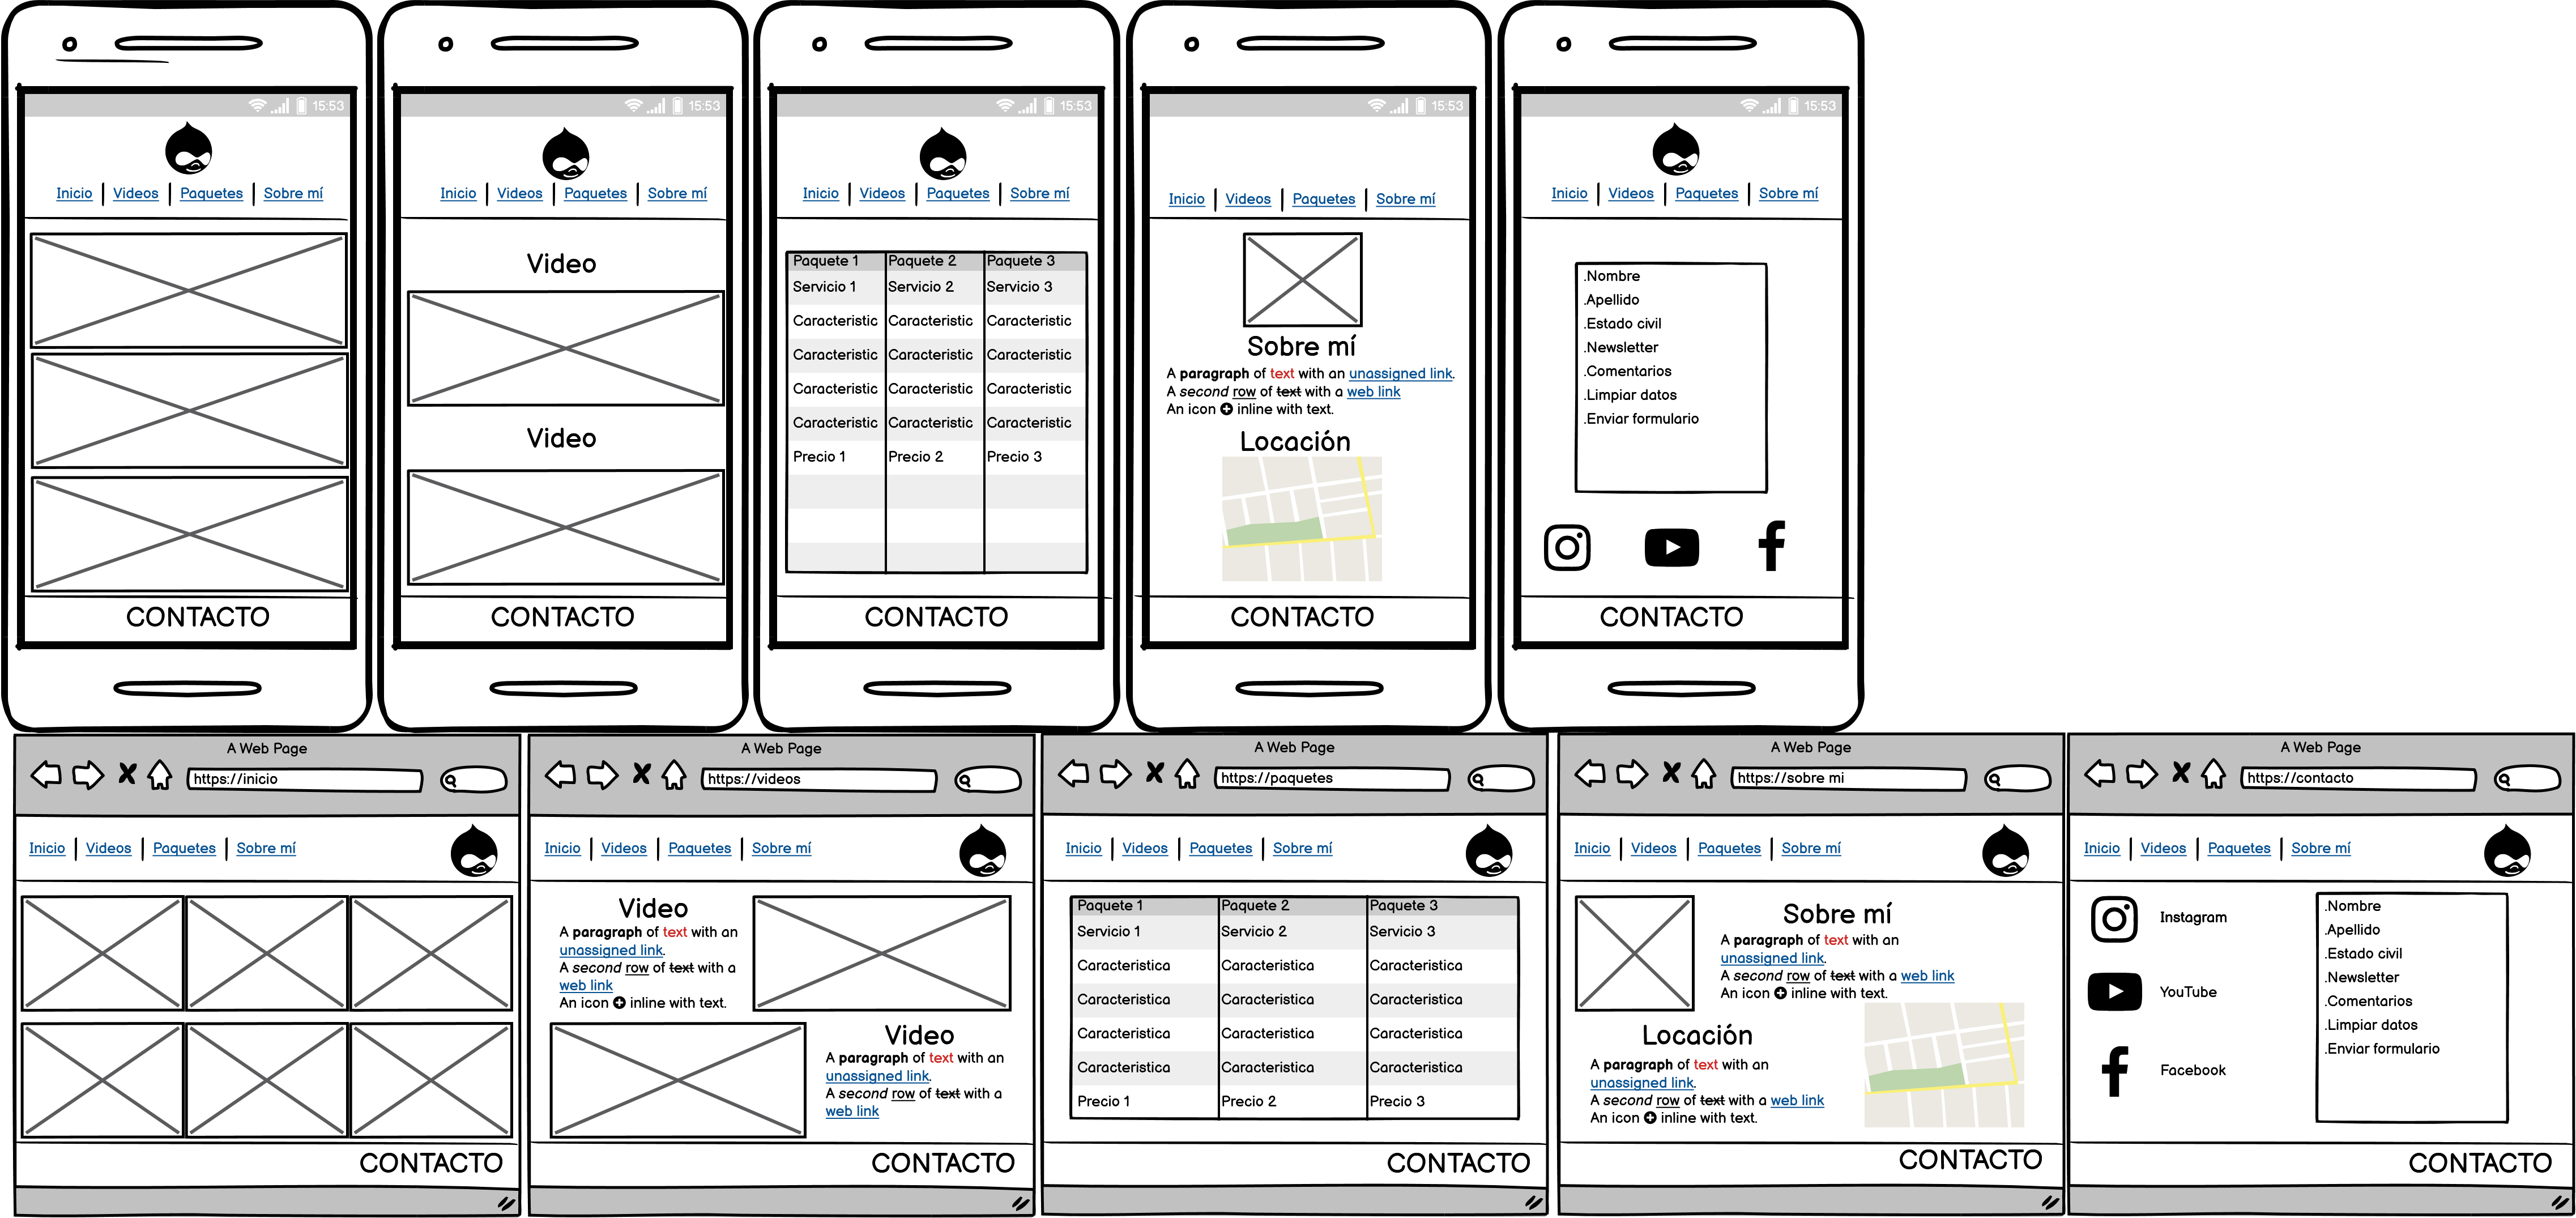 15:53
Inicio Videos Paquetes Sobre mí
CONTACTO
15:53
Inicio Videos Paquetes Sobre mí
Video
Video
CONTACTO
15:53
Inicio Videos Paquetes Sobre mí
Paquete 1 Paquete 2 Paquete 3
Servicio 1 Servicio 2 Servicio 3
Caracteristic Caracteristic Caracteristic
Caracteristic Caracteristic Caracteristic
Caracteristic Caracteristic Caracteristic
Caracteristic Caracteristic Caracteristic
Precio 1 Precio 2 Precio 3
CONTACTO
15:53
Inicio Videos Paquetes Sobre mí
Sobre mí
A paragraph of text with an unassigned link.
A second row of text with a web link
An icon inline with text.
Locación
CONTACTO
15:53
Inicio Videos Paquetes Sobre mí
.Nombre
.Apellido
.Estado civil
.Newsletter
.Comentarios
.Limpiar datos
.Enviar formulario
CONTACTO
A Web Page
https://inicio
Inicio Videos Paquetes Sobre mí
CONTACTO
A Web Page
https://videos
Inicio Videos Paquetes Sobre mí
Video
A paragraph of text with an
unassigned link.
A second row of text with a
web link
An icon inline with text.
Video
A paragraph of text with an
unassigned link.
A second row of text with a
web link
CONTACTO
A Web Page
https://paquetes
Inicio Videos Paquetes Sobre mí
Paquete 1 Paquete 2 Paquete 3
Servicio 1 Servicio 2 Servicio 3
Caracteristica Caracteristica Caracteristica
Caracteristica Caracteristica Caracteristica
Caracteristica Caracteristica Caracteristica
Caracteristica Caracteristica Caracteristica
Precio 1 Precio 2 Precio 3
CONTACTO
A Web Page
https://sobre mi
Inicio Videos Paquetes Sobre mí
Sobre mí
A paragraph of text with an
unassigned link.
A second row of text with a web link
An icon inline with text.
Locación
A paragraph of text with an
unassigned link.
A second row of text with a web link
An icon inline with text.
CONTACTO
A Web Page
https://contacto
Inicio Videos Paquetes Sobre mí
Instagram
YouTube
Facebook
.Nombre
.Apellido
.Estado civil
.Newsletter
.Comentarios
.Limpiar datos
.Enviar formulario
CONTACTO